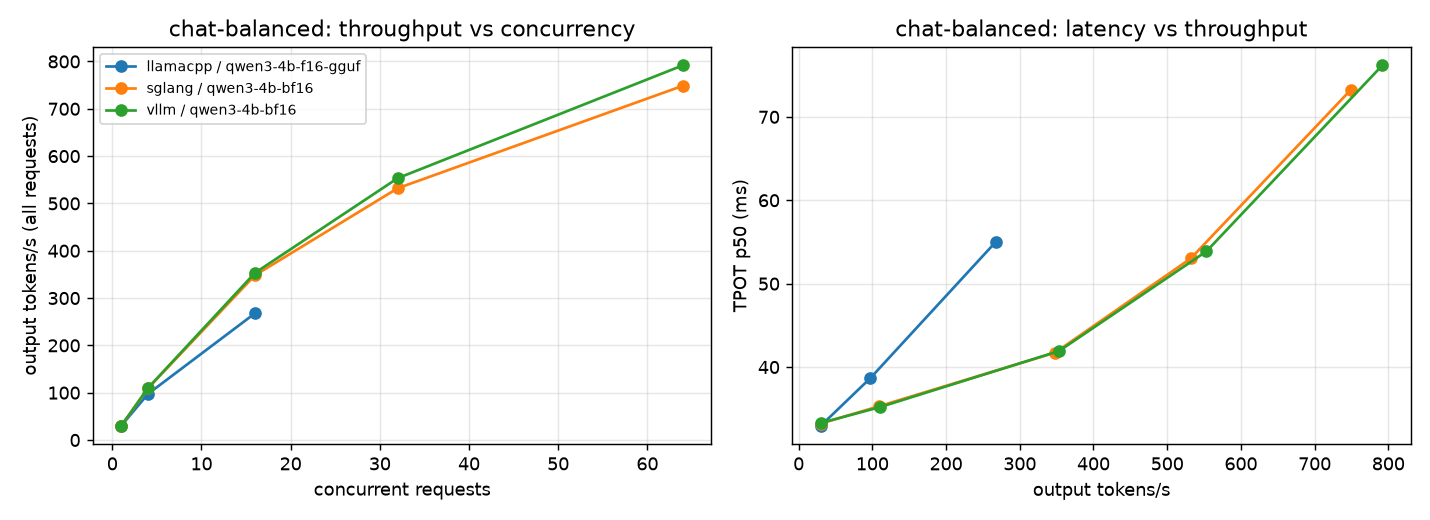 chat-balanced: throughput vs concurrency
output tokens/s (all requests)
800
700
600
500
400
300
200
100
0
llamacpp / qwen3-4b-f16-gguf
sglang / qwen3-4b-bf16
vllm / qwen3-4b-bf16
0 10 20 30 40 50 60
concurrent requests
chat-balanced: latency vs throughput
TPOT p50 (ms)
70
60
50
40
0 100 200 300 400 500 600 700 800
output tokens/s